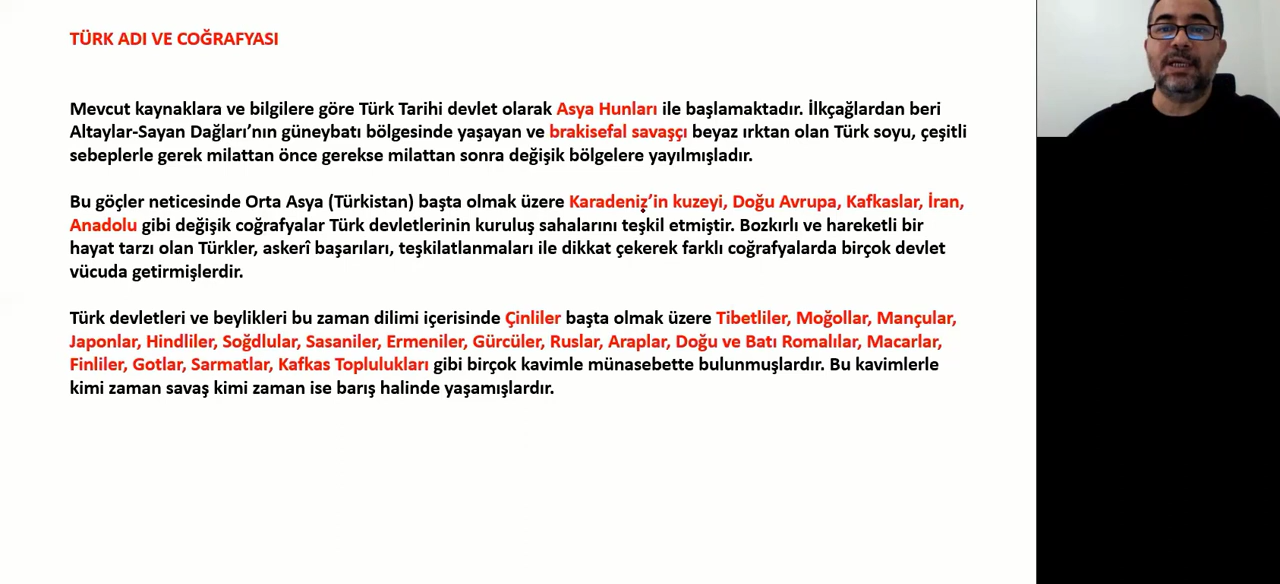 TÜRK ADI VE COĞRAFYASI
Mevcut kaynaklara ve bilgilere göre Türk Tarihi devlet olarak Asya Hunları ile başlamaktadır. İlkçağlardan beri
Altaylar-Sayan Dağları’nın güneybatı bölgesinde yaşayan ve brakisefal savaşçı beyaz ırktan olan Türk soyu, çeşitli
sebeplerle gerek milattan önce gerekse milattan sonra değişik bölgelere yayılmışladır.
Bu göçler neticesinde Orta Asya (Türkistan) başta olmak üzere Karadeniz’in kuzeyi, Doğu Avrupa, Kafkaslar, İran,
Anadolu gibi değişik coğrafyalar Türk devletlerinin kuruluş sahalarını teşkil etmiştir. Bozkırlı ve hareketli bir
hayat tarzı olan Türkler, askerî başarıları, teşkilatlanmaları ile dikkat çekerek farklı coğrafyalarda birçok devlet
vücuda getirmişlerdir.
Türk devletleri ve beylikleri bu zaman dilimi içerisinde Çinliler başta olmak üzere Tibetliler, Moğollar, Mançular,
Japonlar, Hindliler, Soğdlular, Sasaniler, Ermeniler, Gürcüler, Ruslar, Araplar, Doğu ve Batı Romalılar, Macarlar,
Finliler, Gotlar, Sarmatlar, Kafkas Toplulukları gibi birçok kavimle münasebette bulunmuşlardır. Bu kavimlerle
kimi zaman savaş kimi zaman ise barış halinde yaşamışlardır.